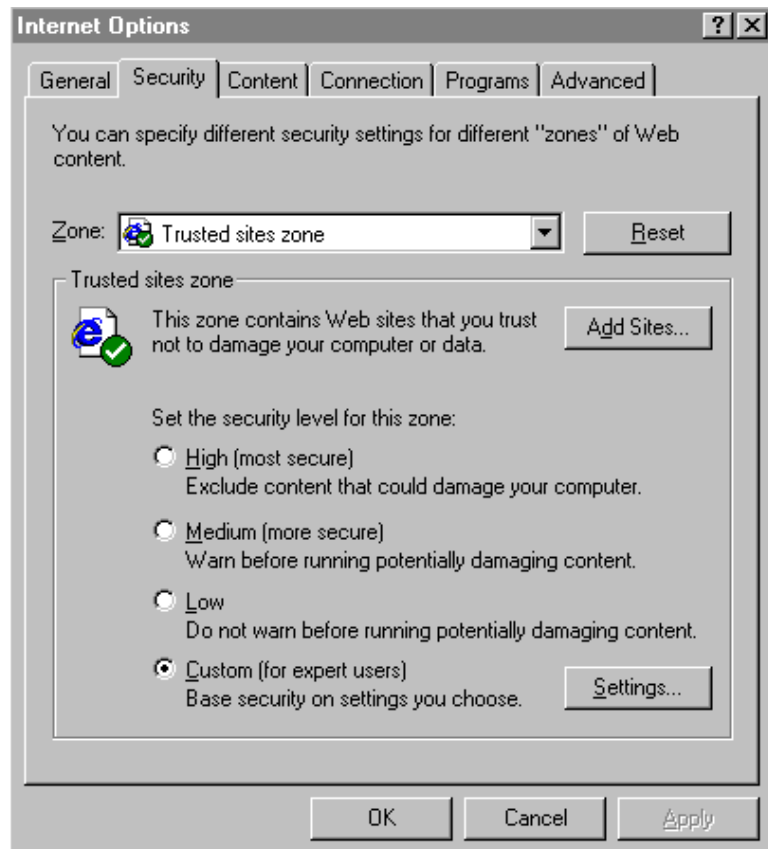 Internet Options
General Security Content Connection Programs Advanced
You can specify different security settings for different "zones" of Web
content.
Zone: Trusted sites zone Reset
Trusted sites zone
This zone contains Web sites that you trust
not to damage your computer or data.
Add Sites...
Set the security level for this zone:
High (most secure)
Exclude content that could damage your computer.
Medium (more secure)
Warn before running potentially damaging content.
Low
Do not warn before running potentially damaging content.
Custom (for expert users)
Base security on settings you choose.
Settings...
OK Cancel Apply